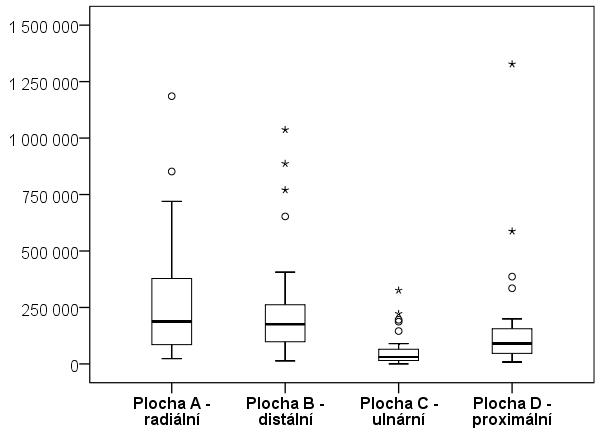 1 500 000
1 250 000
1 000 000
750 000
500 000
250 000
0
Plocha A -
radiální
Plocha B -
distální
Plocha C -
ulnární
Plocha D -
proximální